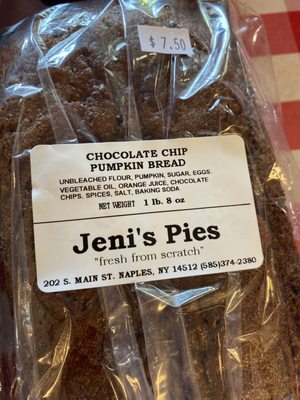 $ 7.50
CHOCOLATE CHIP
PUMPKIN BREAD
UNBLEACHED FLOUR, PUMPKIN, SUGAR, EGGS,
VEGETABLE OIL, ORANGE JUICE, CHOCOLATE
CHIPS, SPICES, SALT, BAKING SODA
NET WEIGHT 1 lb. 8 oz
Jeni's Pies
"fresh from scratch"
202 S. MAIN ST. NAPLES, NY 14512 (585)374-2380